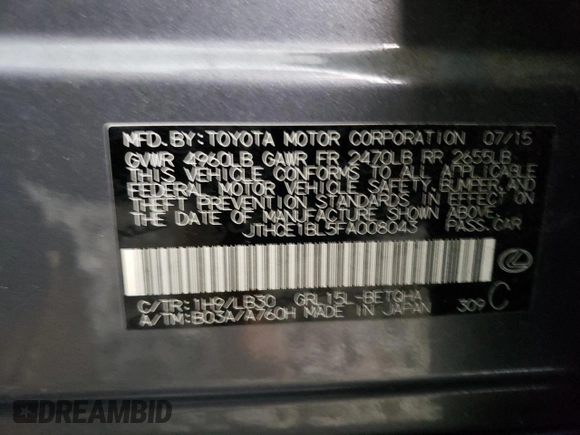 MFD. BY: TOYOTA MOTOR CORPORATION 07/15
GVWR 4960LB GAWR FR 2470LB RR 2655LB
THIS VEHICLE CONFORMS TO ALL APPLICABLE
FEDERAL MOTOR VEHICLE SAFETY, BUMPER, AND
THEFT PREVENTION STANDARDS IN EFFECT ON
THE DATE OF MANUFACTURE SHOWN ABOVE.
JTHCE1BL5FA008043 PASS. CAR
C/TR: 1H9/LB30 GRL15L-BETQHA
A/TM: B03A/A760H MADE IN JAPAN 309 C
DREAMBID